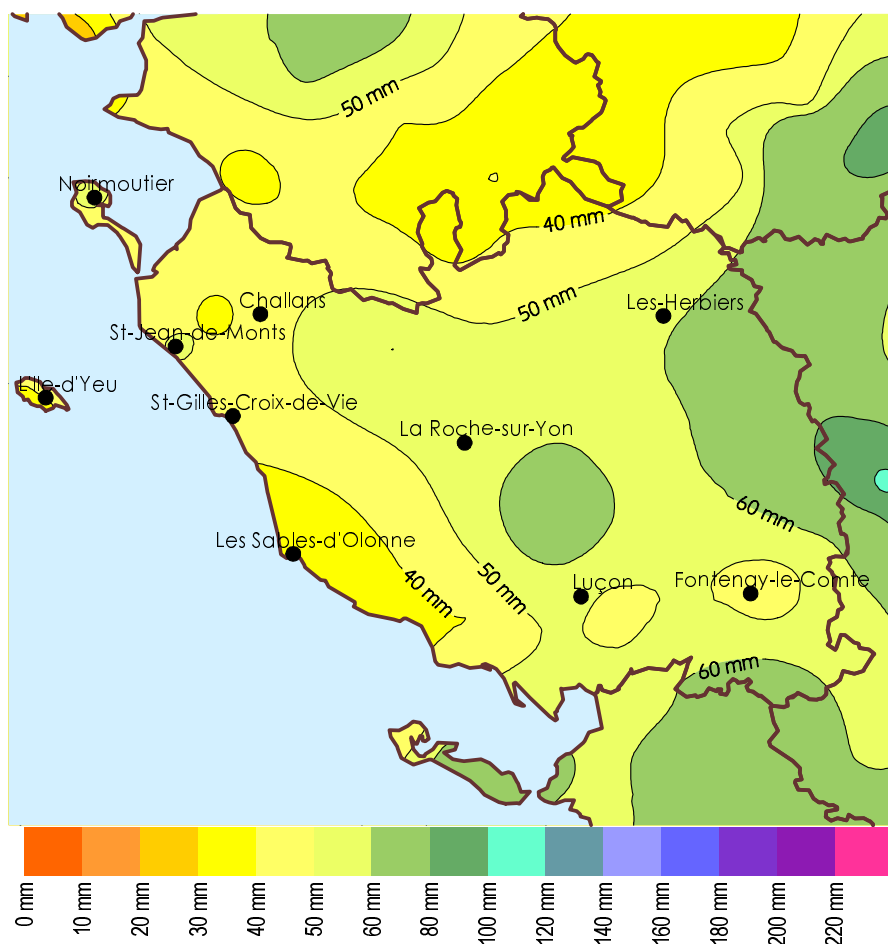 50 mm
Noirmoutier
40 mm
Challans
50 mm
Les-Herbiers
St-Jean-de-Monts
L'Ile-d'Yeu
St-Gilles-Croix-de-Vie
La Roche-sur-Yon
60 mm
Les Sables-d'Olonne
40 mm
50 mm
Luçon
Fontenay-le-Comte
60 mm
0 mm
10 mm
20 mm
30 mm
40 mm
50 mm
60 mm
80 mm
100 mm
120 mm
140 mm
160 mm
180 mm
200 mm
220 mm